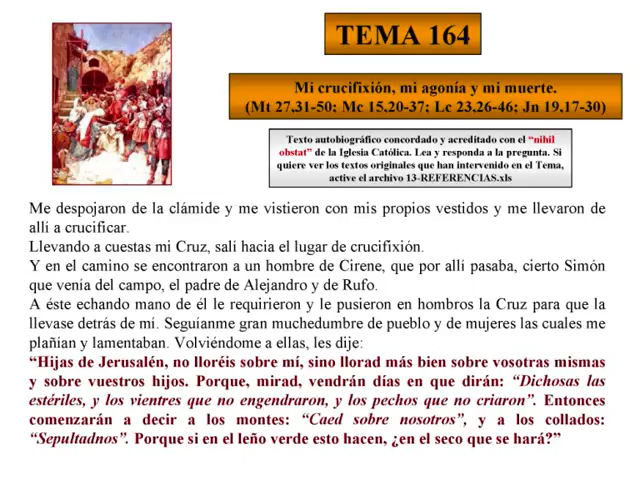 TEMA 164
Mi crucifixión, mi agonía y mi muerte.
(Mt 27,31-50; Mc 15,20-37; Lc 23,26-46; Jn 19,17-30)
Texto autobiográfico concordado y acreditado con el “nihil
obstat” de la Iglesia Católica. Lea y responda a la pregunta. Si
quiere ver los textos originales que han intervenido en el Tema,
active el archivo 13-REFERENCIAS.xls
Me despojaron de la clámide y me vistieron con mis propios vestidos y me llevaron de
allí a crucificar.
Llevando a cuestas mi Cruz, salí hacia el lugar de crucifixión.
Y en el camino se encontraron a un hombre de Cirene, que por allí pasaba, cierto Simón
que venía del campo, el padre de Alejandro y de Rufo.
A éste echando mano de él le requirieron y le pusieron en hombros la Cruz para que la
llevase detrás de mí. Seguíanme gran muchedumbre de pueblo y de mujeres las cuales me
plañían y lamentaban. Volviéndome a ellas, les dije:
“Hijas de Jerusalén, no lloréis sobre mí, sino llorad más bien sobre vosotras mismas
y sobre vuestros hijos. Porque, mirad, vendrán días en que dirán: “Dichosas las
estériles, y los vientres que no engendraron, y los pechos que no criaron”. Entonces
comenzarán a decir a los montes: “Caed sobre nosotros”, y a los collados:
“Sepultadnos”. Porque si en el leño verde esto hacen, ¿en el seco que se hará?”